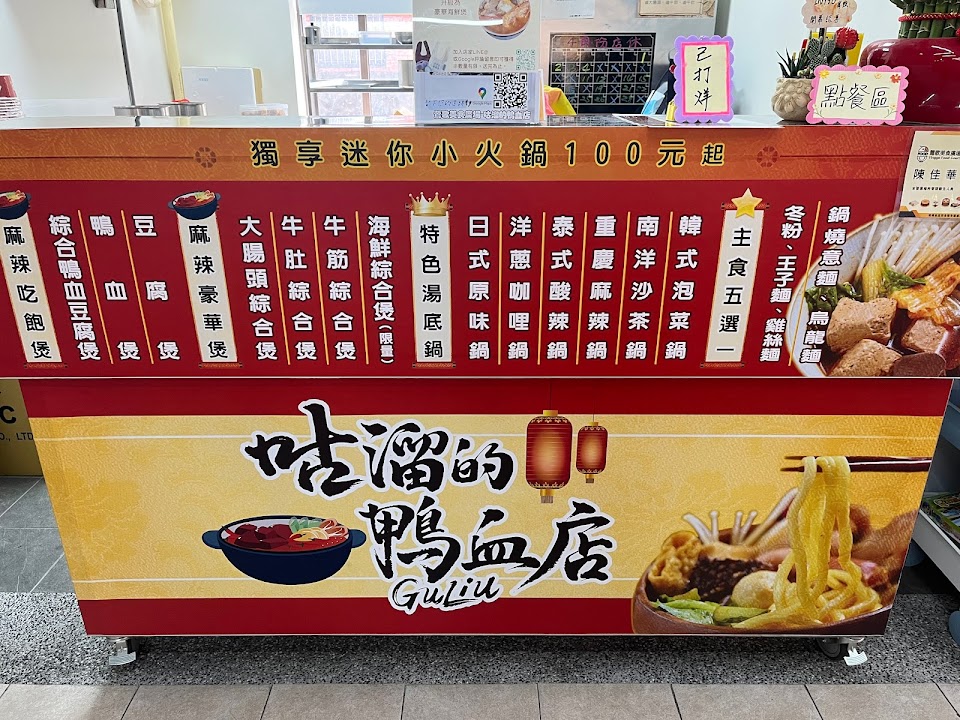 已打烊
點餐區
獨享迷你小火鍋100元起
麻辣吃飽煲
綜合鴨血豆腐煲
鴨血煲
豆腐煲
麻辣豪華煲
大腸頭綜合煲
牛肚綜合煲
牛筋綜合煲
海鮮綜合煲(限量)
特色湯底鍋
日式原味鍋
洋蔥咖哩鍋
泰式酸辣鍋
重慶麻辣鍋
南洋沙茶鍋
韓式泡菜鍋
主食五選一
冬粉、王子麵、雞絲麵
鍋燒意麵、烏龍麵
陳佳華
咕溜的
鴨血店
GULIU